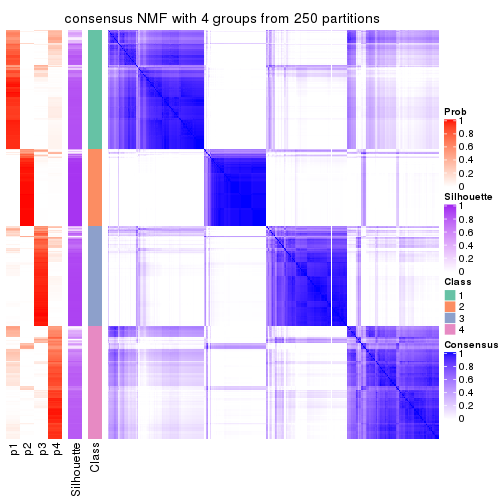 consensus NMF with 4 groups from 250 partitions
Prob
1
0.8
0.6
0.4
0.2
0
Silhouette
1
0.8
0.6
0.4
0.2
0
Class
1
2
3
4
Consensus
1
0.8
0.6
0.4
0.2
0
p1
p2
p3
p4
Silhouette
Class